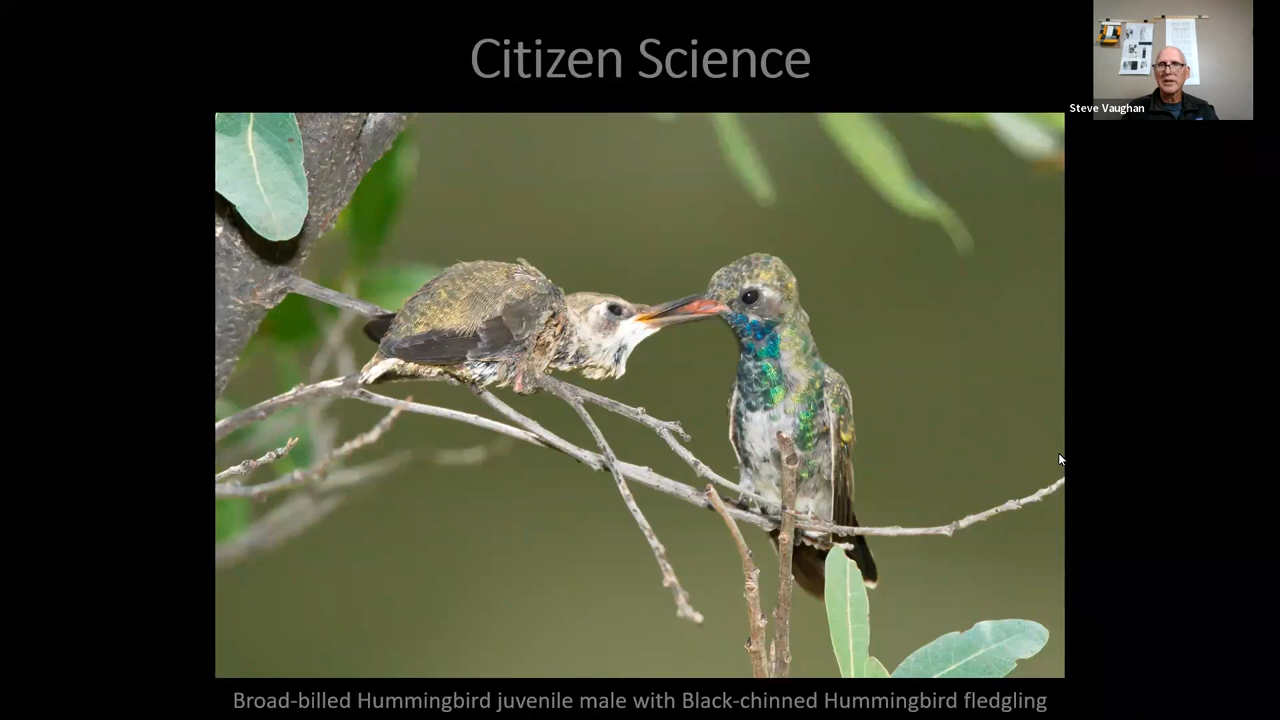 Citizen Science
Steve Vaughan
Broad-billed Hummingbird juvenile male with Black-chinned Hummingbird fledgling